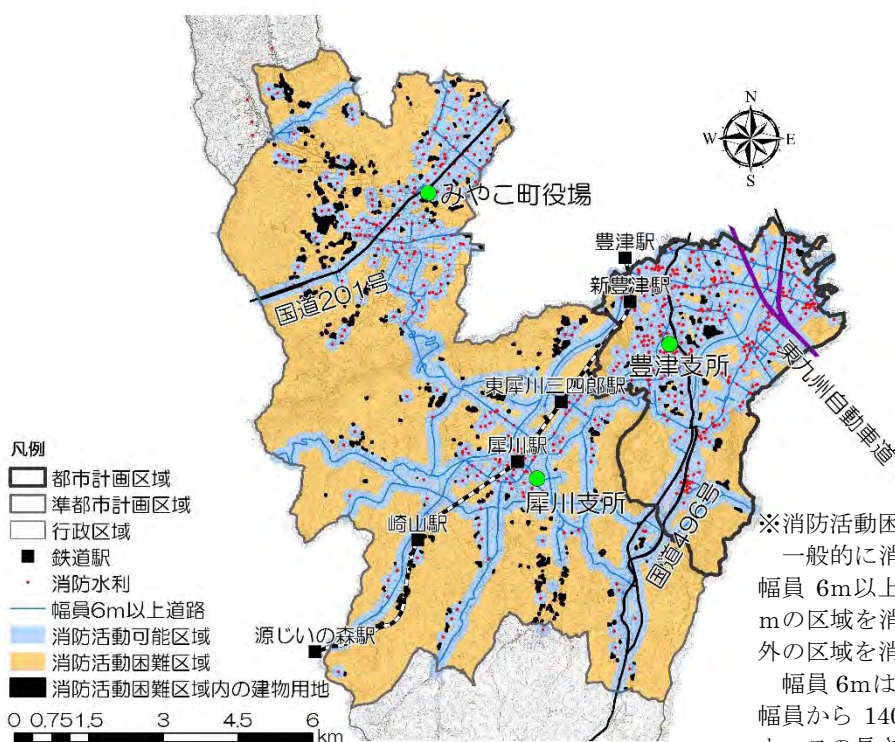 N
W E
S
みやこ町役場
豊津駅
新豊津駅
国道201号
豊津支所
東九州自動車道
東犀川三四郎駅
犀川駅
犀川支所
国道496号
崎山駅
源じいの森駅
凡例
都市計画区域
準都市計画区域
行政区域
鉄道駅
消防水利
幅員6m以上道路
消防活動可能区域
消防活動困難区域
消防活動困難区域内の建物用地
0 0.75 1.5 3 4.5 6
km
※消防活動困
一般的に消
幅員 6m以上
mの区域を消
外の区域を消
幅員 6mは
幅員から 140